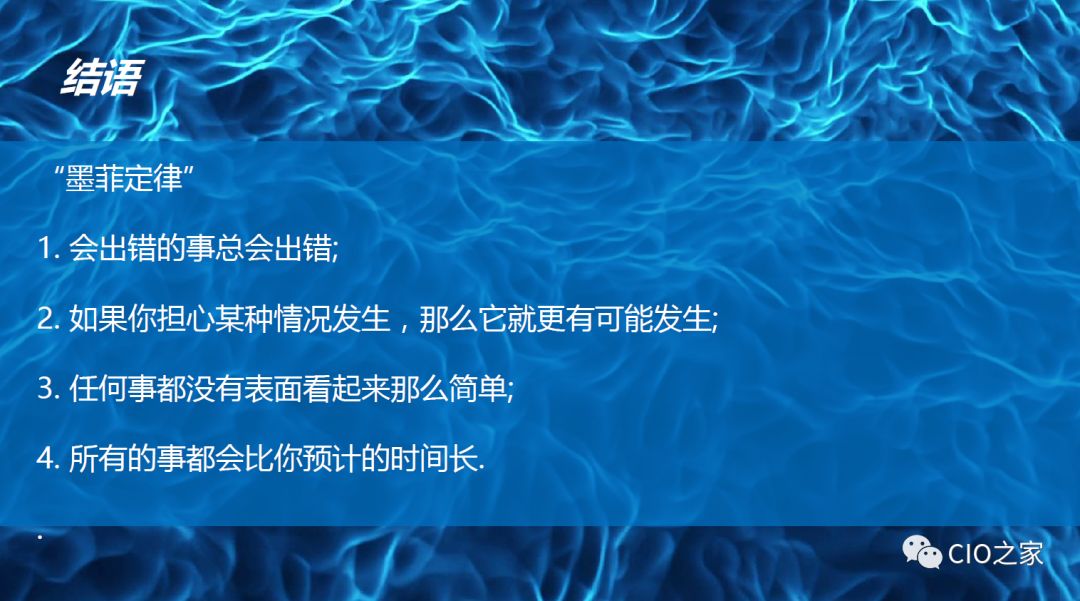 结语
“墨菲定律”
1. 会出错的事总会出错;
2. 如果你担心某种情况发生，那么它就更有可能发生;
3. 任何事都没有表面看起来那么简单;
4. 所有的事都会比你预计的时间长.
.
CIO之家